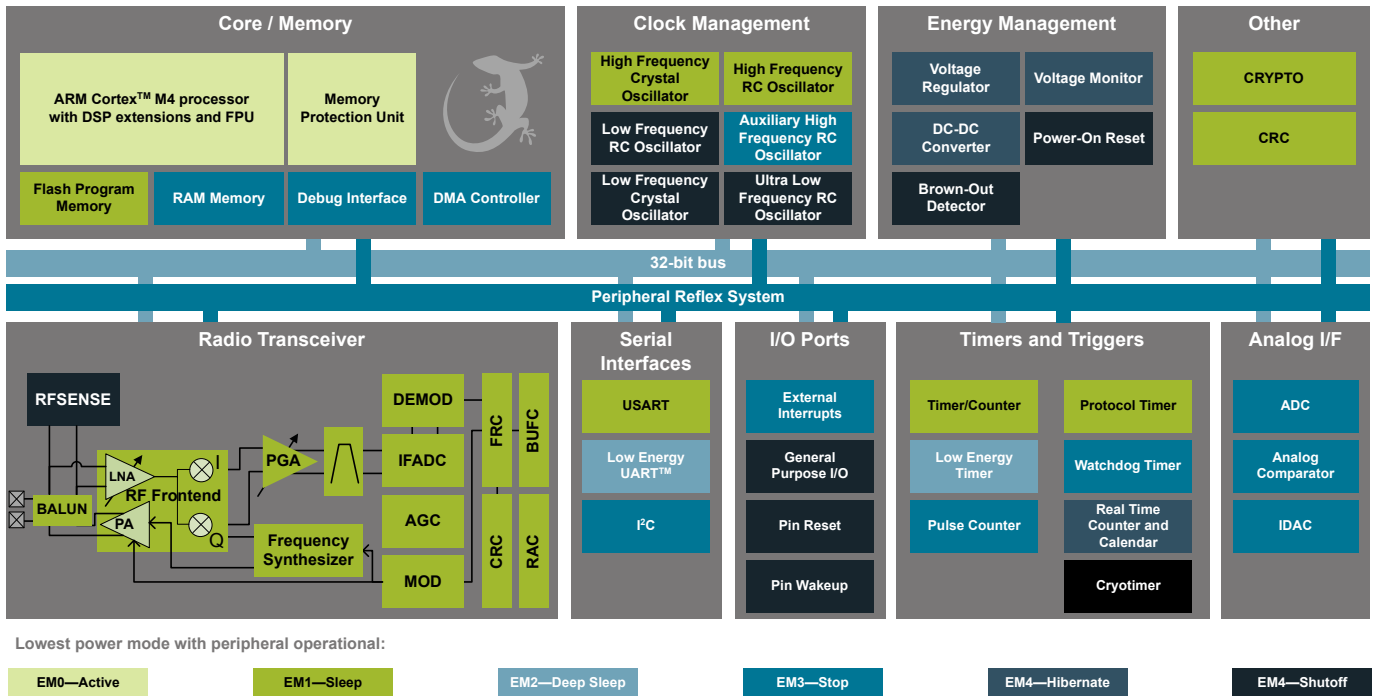 Core / Memory
ARM Cortex™ M4 processor
with DSP extensions and FPU
Memory
Protection Unit
Flash Program
Memory
RAM Memory
Debug Interface
DMA Controller
Clock Management
High Frequency
Crystal
Oscillator
High Frequency
RC Oscillator
Low Frequency
RC Oscillator
Auxiliary High
Frequency RC
Oscillator
Low Frequency
Crystal
Oscillator
Ultra Low
Frequency RC
Oscillator
Energy Management
Voltage
Regulator
Voltage Monitor
DC-DC
Converter
Power-On Reset
Brown-Out
Detector
Other
CRYPTO
CRC
32-bit bus
Peripheral Reflex System
Radio Transceiver
RFSENSE
BALUN
LNA
RF Frontend
PA
I
Q
PGA
Frequency
Synthesizer
DEMOD
IFADC
AGC
MOD
FRC
BUFC
CRC
RAC
Serial
Interfaces
USART
Low Energy
UART™
I²C
I/O Ports
External
Interrupts
General
Purpose I/O
Pin Reset
Pin Wakeup
Timers and Triggers
Timer/Counter
Protocol Timer
Low Energy
Timer
Watchdog Timer
Pulse Counter
Real Time
Counter and
Calendar
Cryotimer
Analog I/F
ADC
Analog
Comparator
IDAC
Lowest power mode with peripheral operational:
EM0—Active
EM1—Sleep
EM2—Deep Sleep
EM3—Stop
EM4—Hibernate
EM4—Shutoff